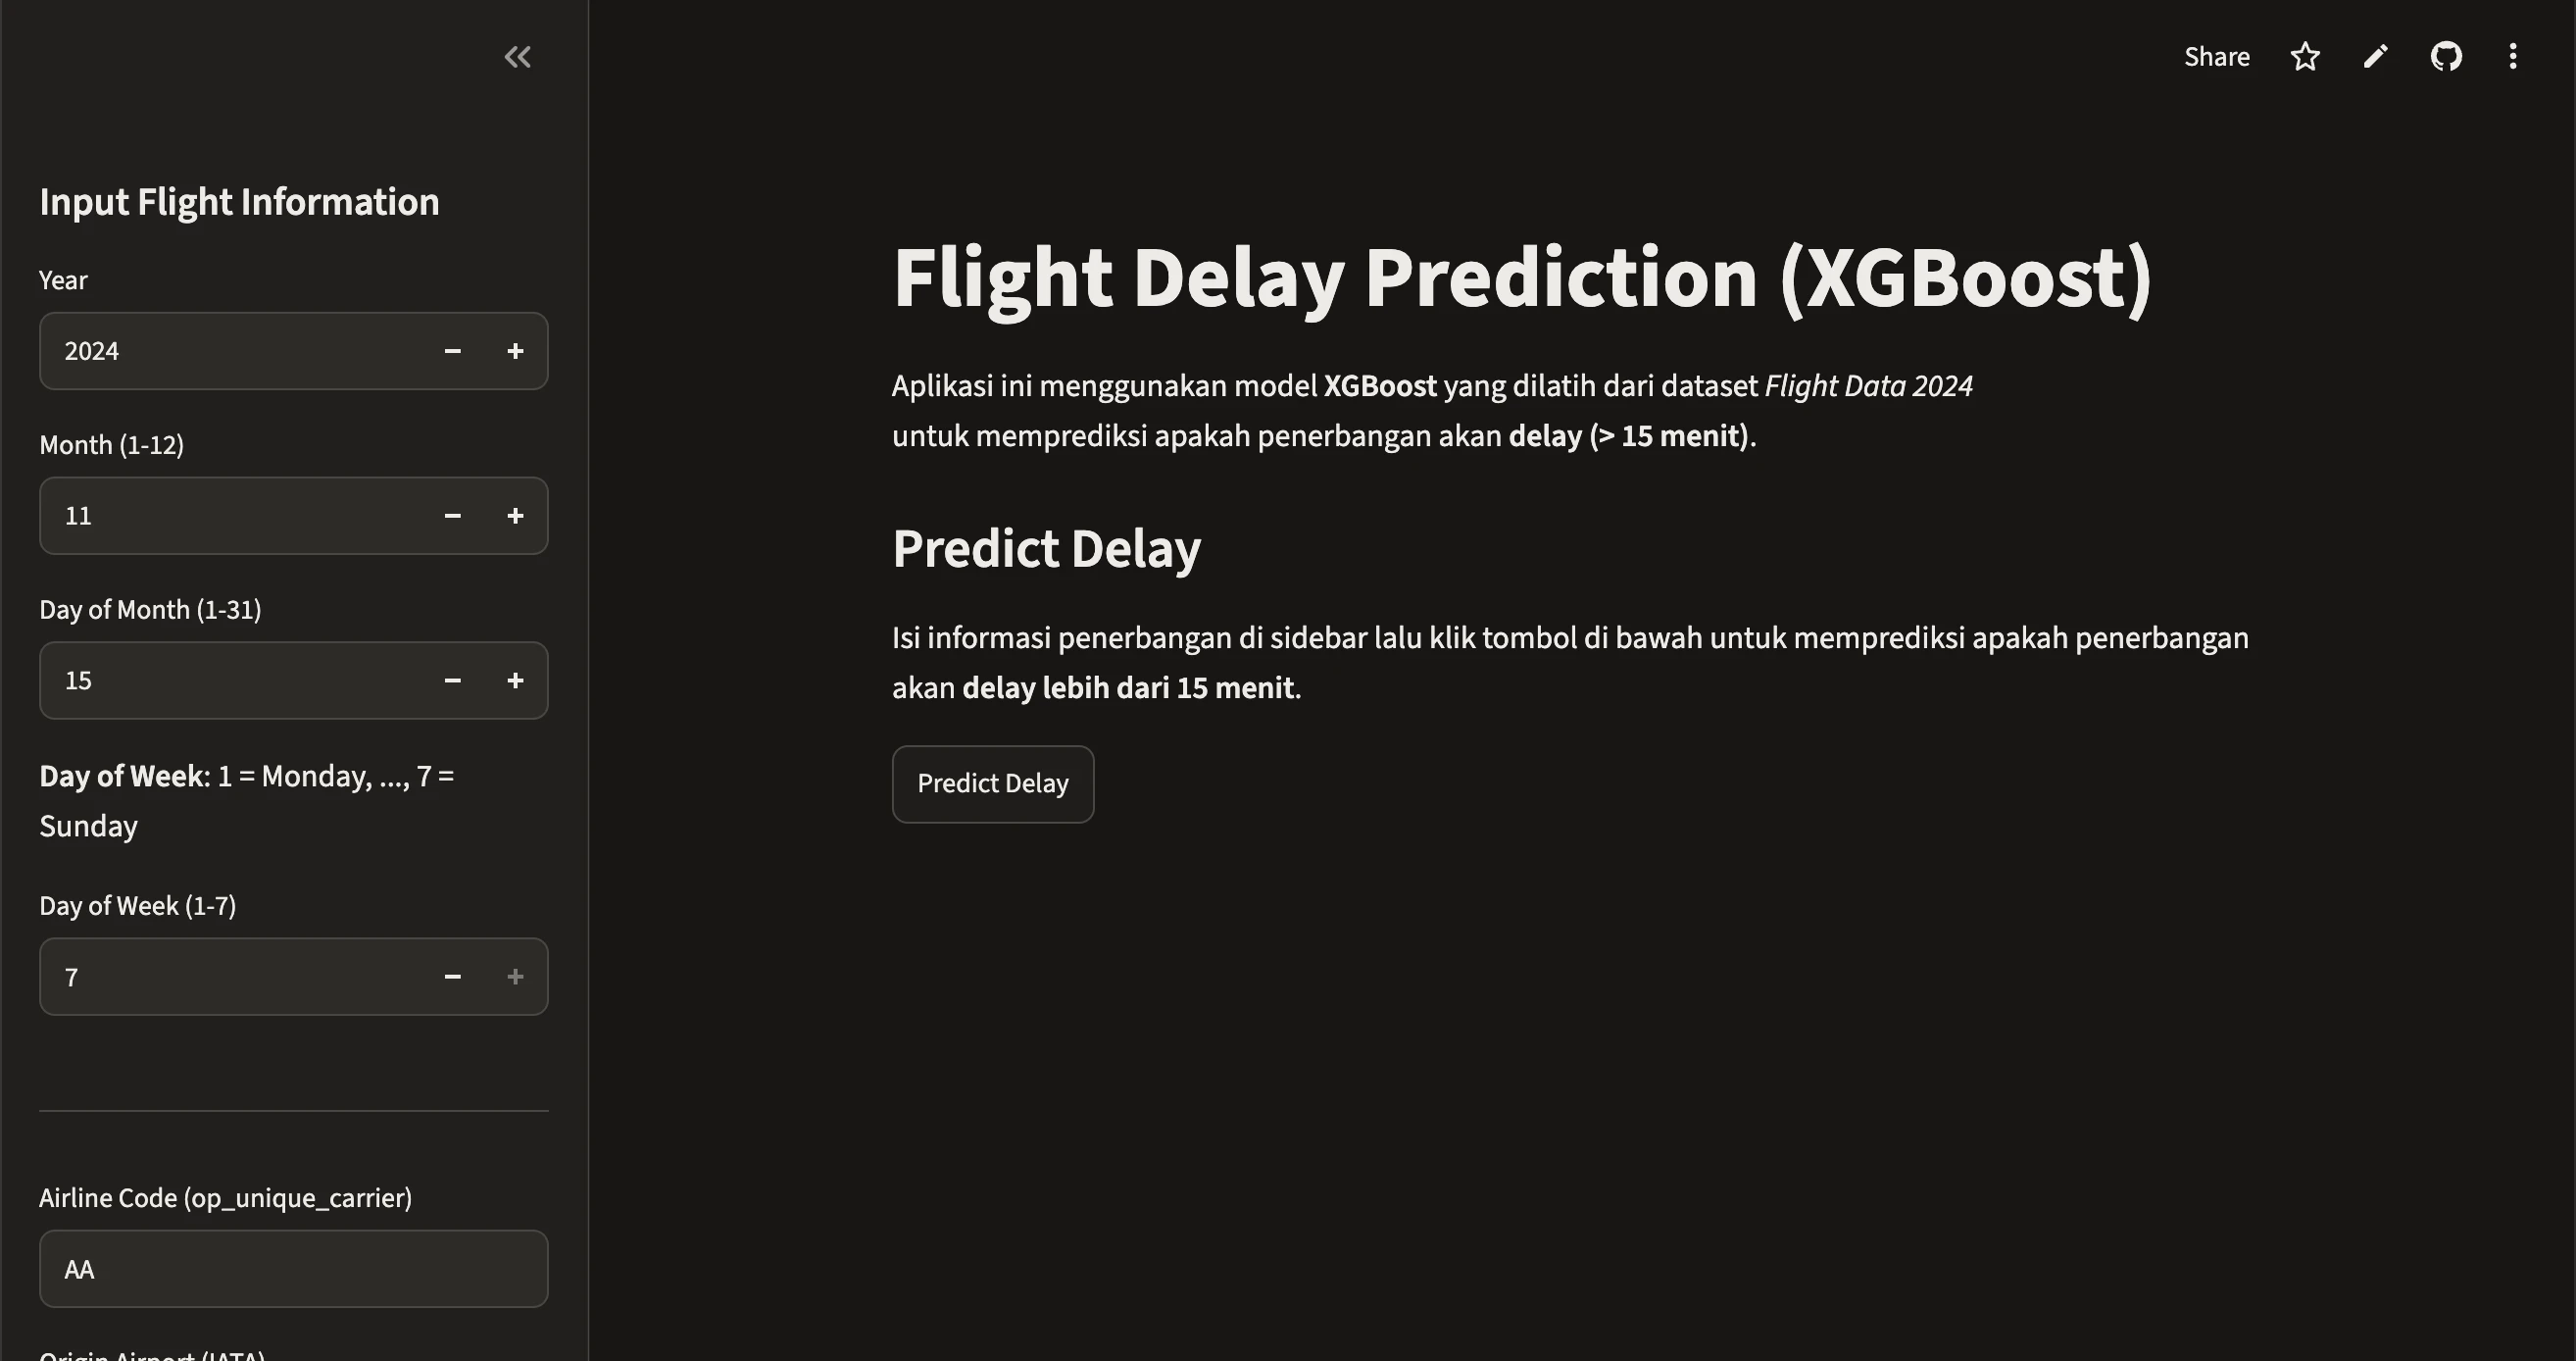 Share
Input Flight Information
Year
2024
Month (1-12)
11
Day of Month (1-31)
15
Day of Week: 1 = Monday, ..., 7 =
Sunday
Day of Week (1-7)
7
Airline Code (op_unique_carrier)
AA
Origin Airport (IATA)
Flight Delay Prediction (XGBoost)
Aplikasi ini menggunakan model XGBoost yang dilatih dari dataset Flight Data 2024
untuk memprediksi apakah penerbangan akan delay (> 15 menit).
Predict Delay
Isi informasi penerbangan di sidebar lalu klik tombol di bawah untuk memprediksi apakah penerbangan
akan delay lebih dari 15 menit.
Predict Delay